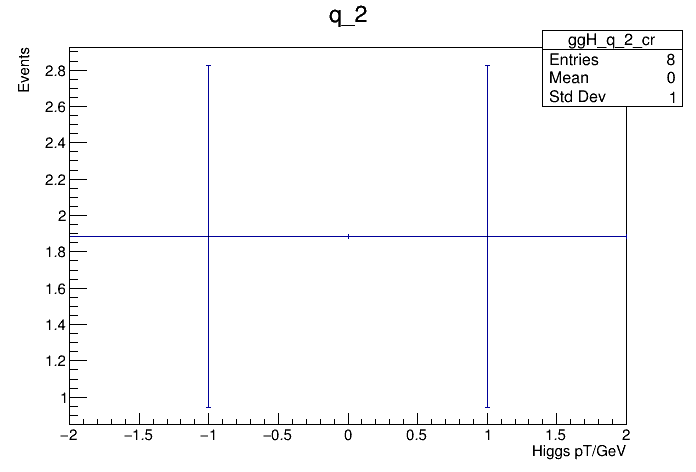 q_2
ggH_q_2_cr
Entries 8
Mean 0
Std Dev 1
Events
2.8
2.6
2.4
2.2
2
1.8
1.6
1.4
1.2
1
−2 −1.5 −1 −0.5 0 0.5 1 1.5 2
Higgs pT/GeV